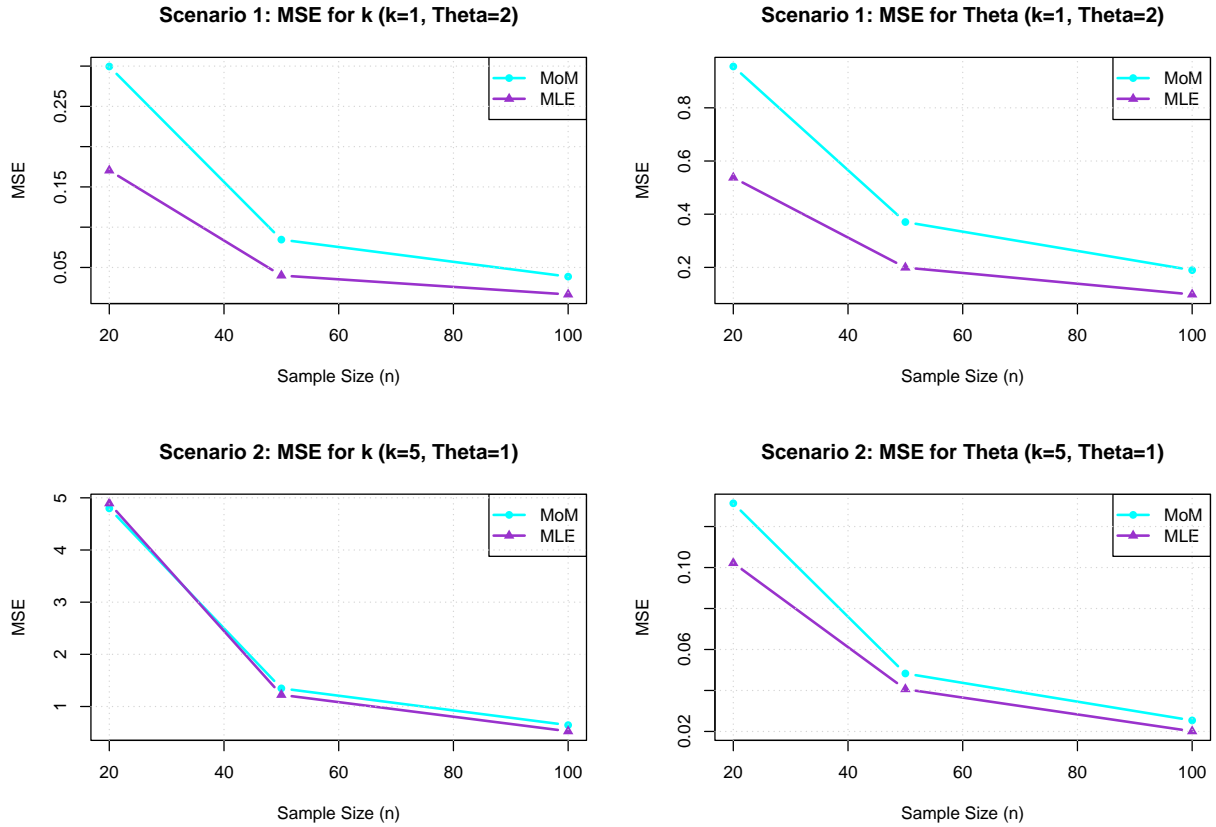 Scenario 1: MSE for k (k=1, Theta=2)
MSE
0.05
0.15
0.25
MoM
MLE
20
40
60
80
100
Sample Size (n)
Scenario 1: MSE for Theta (k=1, Theta=2)
MSE
0.2
0.4
0.6
0.8
MoM
MLE
20
40
60
80
100
Sample Size (n)
Scenario 2: MSE for k (k=5, Theta=1)
MSE
1
2
3
4
5
MoM
MLE
20
40
60
80
100
Sample Size (n)
Scenario 2: MSE for Theta (k=5, Theta=1)
MSE
0.02
0.06
0.10
MoM
MLE
20
40
60
80
100
Sample Size (n)